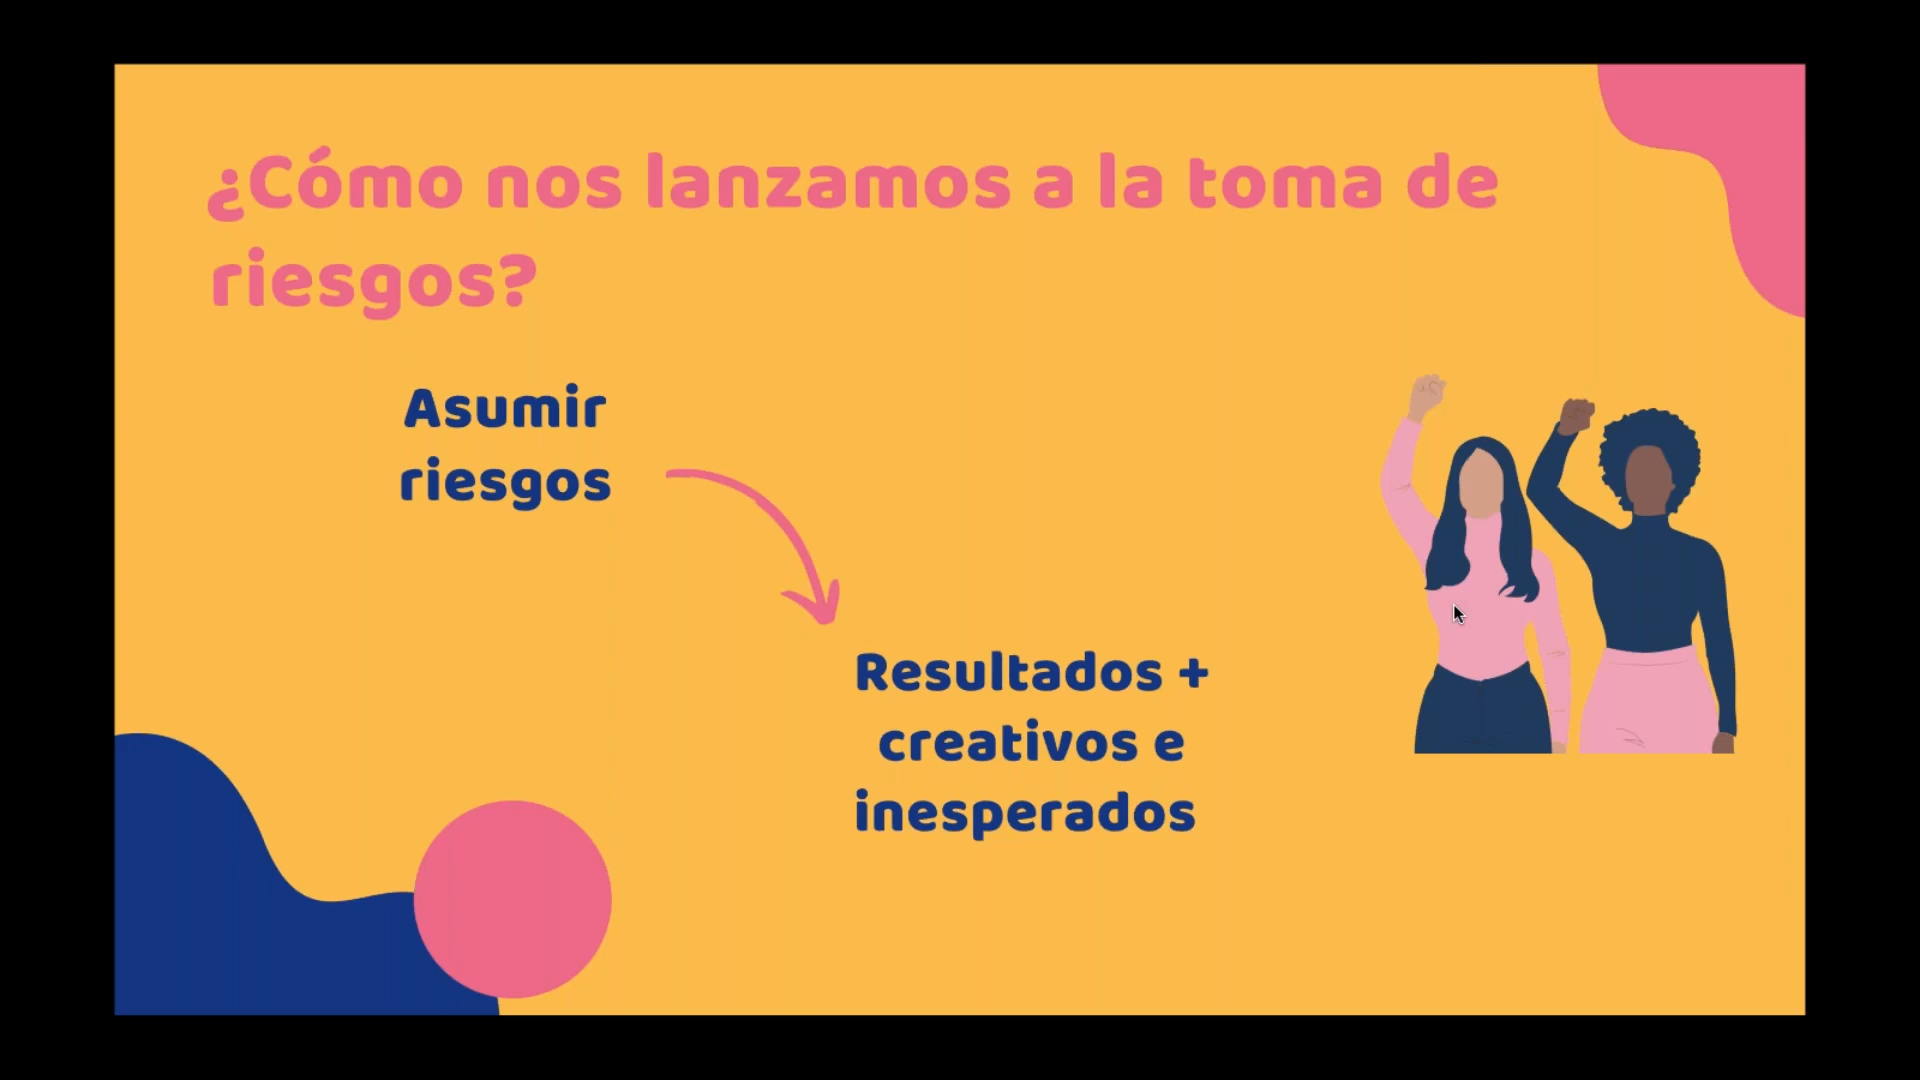 ¿Cómo nos lanzamos a la toma de
riesgos?
Asumir
riesgos
Resultados +
creativos e
inesperados